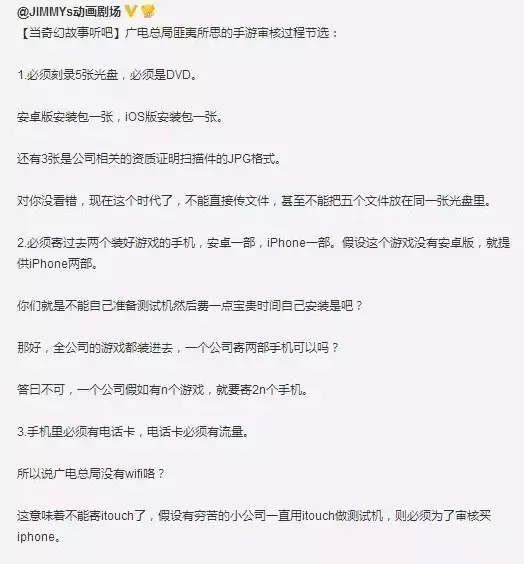 @JIMMYs动画剧场
【当奇幻故事听吧】广电总局匪夷所思的手游审核过程节选：
1.必须刻录5张光盘，必须是DVD。
安卓版安装包一张，iOS版安装包一张。
还有3张是公司相关的资质证明扫描件的JPG格式。
对你没看错，现在这个时代了，不能直接传文件，甚至不能把五个文件放在同一张光盘里。
2.必须寄过去两个装好游戏的手机，安卓一部，iPhone一部。假设这个游戏没有安卓版，就提
供iPhone两部。
你们就是不能自己准备测试机然后费一点宝贵时间自己安装是吧？
那好，全公司的游戏都装进去，一个公司寄两部手机可以吗？
答曰不可，一个公司假如有n个游戏，就要寄2n个手机。
3.手机里必须有电话卡，电话卡必须有流量。
所以说广电总局没有wifi咯？
这意味着不能寄itouch了，假设有穷苦的小公司一直用itouch做测试机，则必须为了审核买
iphone。